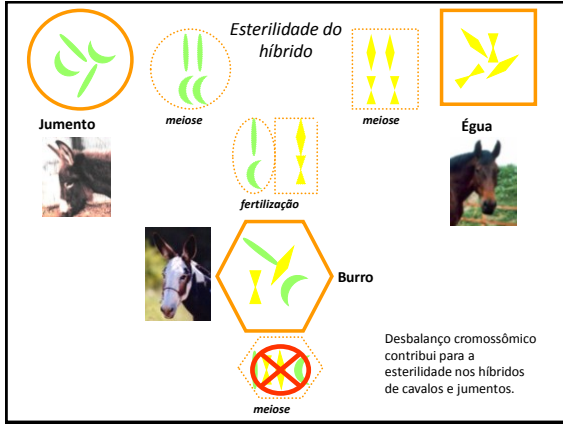 Esterilidade do
híbrido
Jumento
meiose
meiose
Égua
fertilização
Burro
Desbalanço cromossômico
contribui para a
esterilidade nos híbridos
de cavalos e jumentos.
meiose